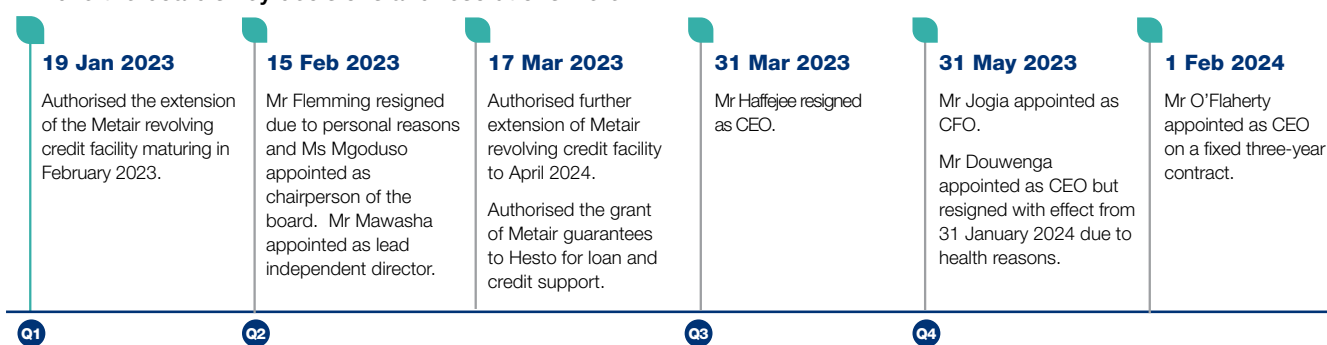 19 Jan 2023
Authorised the extension
of the Metair revolving
credit facility maturing in
February 2023.
15 Feb 2023
Mr Flemming resigned
due to personal reasons
and Ms Mgoduso
appointed as
chairperson of the
board.  Mr Mawasha
appointed as lead
independent director.
17 Mar 2023
Authorised further
extension of Metair
revolving credit facility
to April 2024.
Authorised the grant
of Metair guarantees
to Hesto for loan and
credit support.
31 Mar 2023
Mr Haffejee resigned
as CEO.
31 May 2023
Mr Jogia appointed as
CFO.
Mr Douwenga
appointed as CEO but
resigned with effect from
31 January 2024 due to
health reasons.
1 Feb 2024
Mr O’Flaherty
appointed as CEO
on a fixed three-year
contract.
Q1
Q2
Q3
Q4